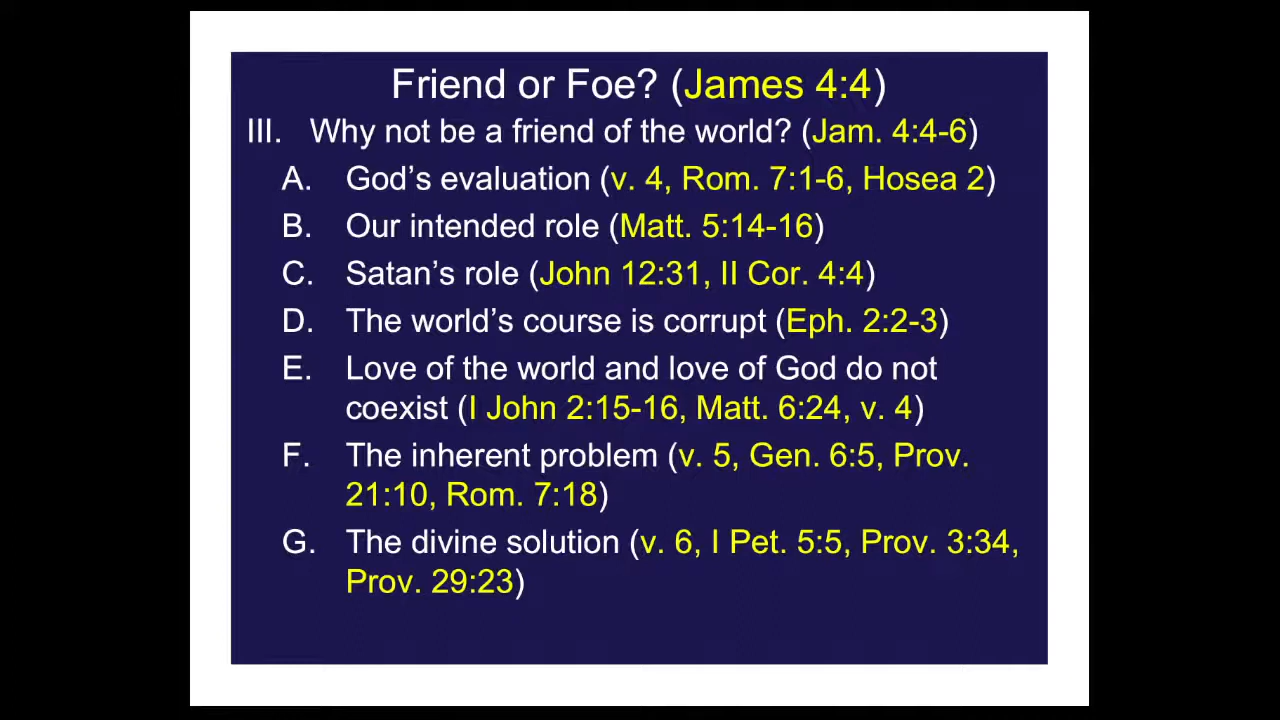 Friend or Foe? (James 4:4)
III. Why not be a friend of the world? (Jam. 4:4-6)
A. God’s evaluation (v. 4, Rom. 7:1-6, Hosea 2)
B. Our intended role (Matt. 5:14-16)
C. Satan’s role (John 12:31, II Cor. 4:4)
D. The world’s course is corrupt (Eph. 2:2-3)
E. Love of the world and love of God do not
coexist (I John 2:15-16, Matt. 6:24, v. 4)
F. The inherent problem (v. 5, Gen. 6:5, Prov.
21:10, Rom. 7:18)
G. The divine solution (v. 6, I Pet. 5:5, Prov. 3:34,
Prov. 29:23)